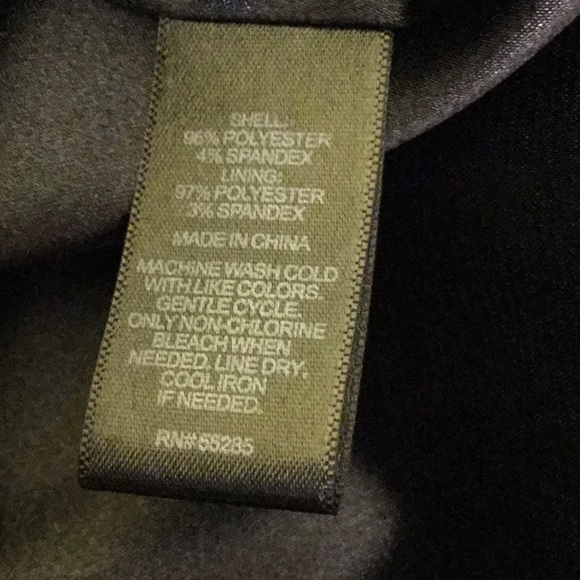 SHELL:
96% POLYESTER
4% SPANDEX
LINING:
97% POLYESTER
3% SPANDEX
MADE IN CHINA
MACHINE WASH COLD
WITH LIKE COLORS.
GENTLE CYCLE.
ONLY NON-CHLORINE
BLEACH WHEN
NEEDED. LINE DRY,
COOL IRON
IF NEEDED.
RN# 55285